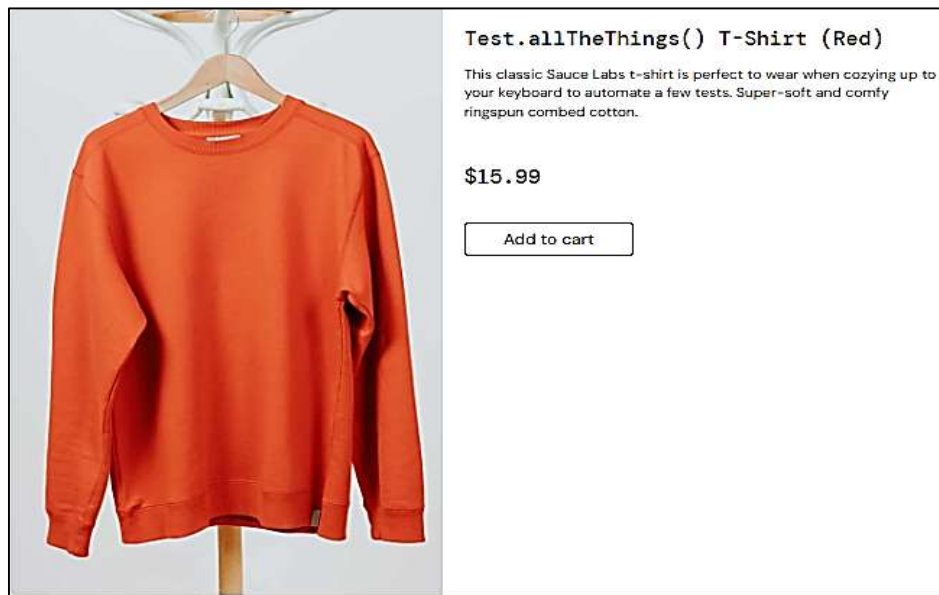 Test.allTheThings() T-Shirt (Red)
This classic Sauce Labs t-shirt is perfect to wear when cozying up to
your keyboard to automate a few tests. Super-soft and comfy
ringspun combed cotton.
$15.99
Add to cart